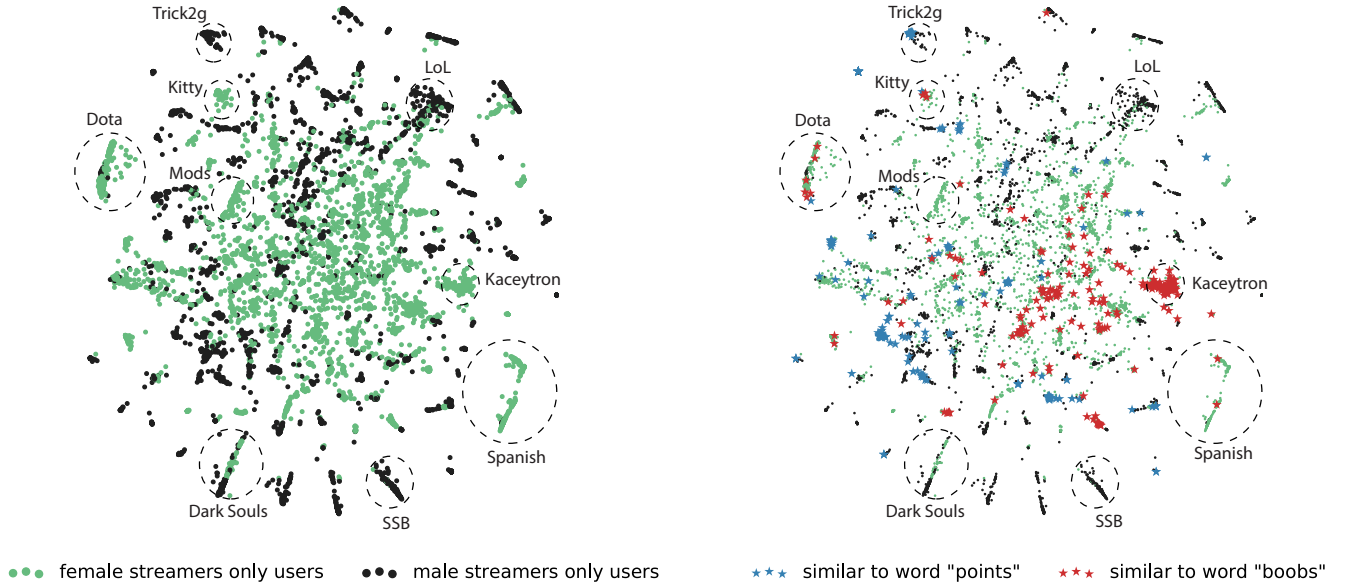 Trick2g
LoL
Kitty
Dota
Mods
Kaceytron
Spanish
Dark Souls
SSB
female streamers only users
male streamers only users
Trick2g
LoL
Kitty
Dota
Mods
Kaceytron
Spanish
Dark Souls
SSB
similar to word "points"
similar to word "boobs"